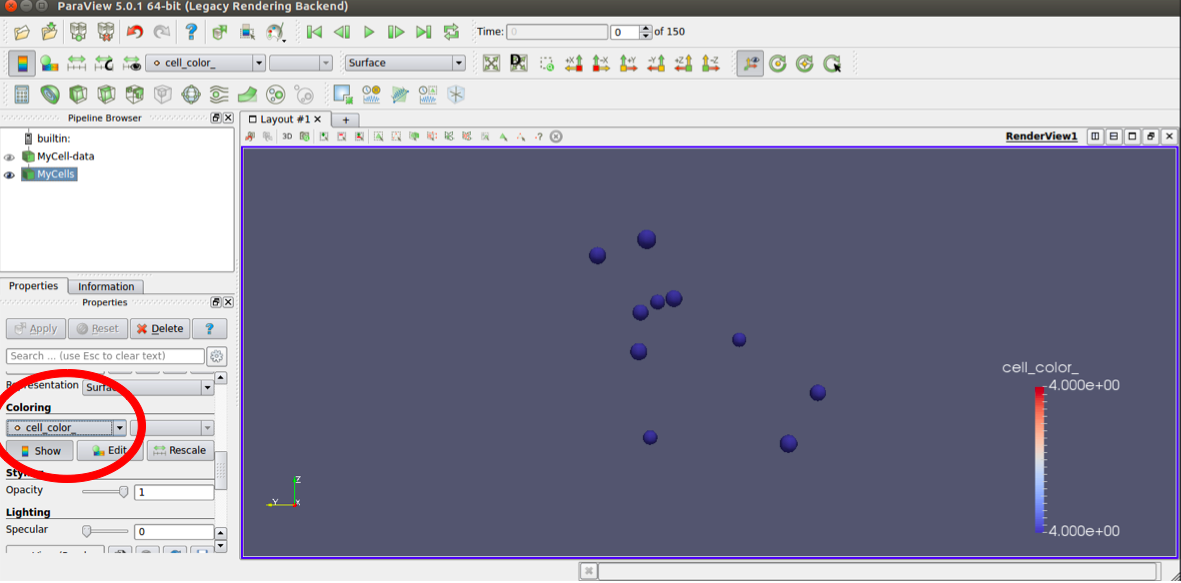 ParaView 5.0.1 64-bit (Legacy Rendering Backend)
Time: 0 0 of 150
cell_color_ Surface
Pipeline Browser
Layout #1
builtin:
MyCell-data
MyCells
3D
RenderView1
Properties Information
Properties
Apply Reset Delete ?
Search ... (use Esc to clear text)
Representation Surface
Coloring
cell_color_
Show Edit Rescale
Opacity 1
Lighting
Specular 0
cell_color_
4.000e+00
4.000e+00
Z
Y X